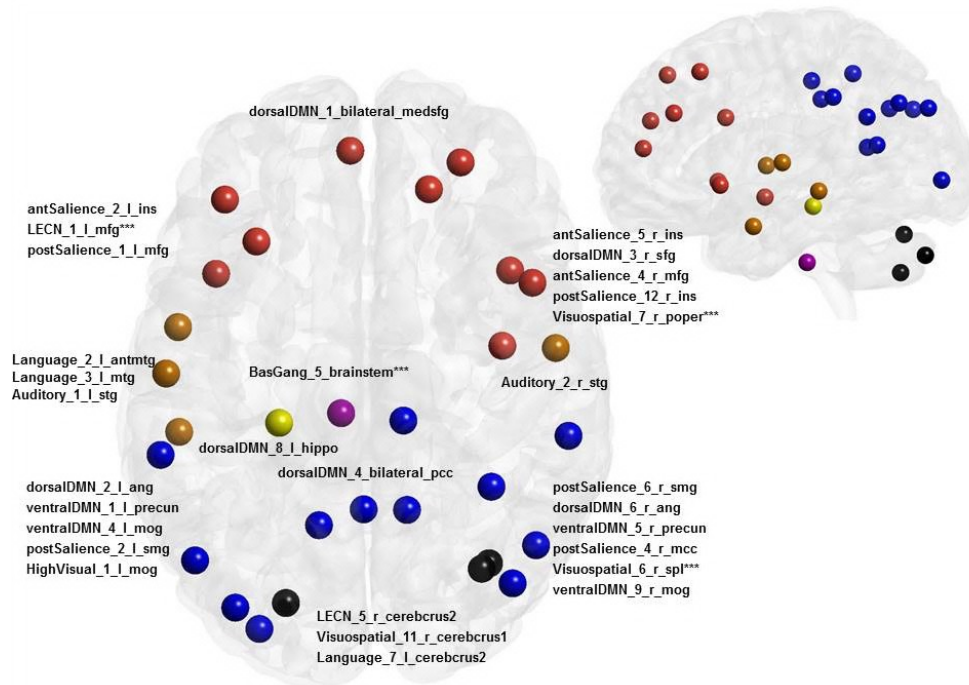 dorsalDMN_1_bilateral_medsfg
antSalience_2_l_ins
LECN_1_l_mfg***
postSalience_1_l_mfg
antSalience_5_r_ins
dorsalDMN_3_r_sfg
antSalience_4_r_mfg
postSalience_12_r_ins
Visuospatial_7_r_poper***
Language_2_l_antmtg
Language_3_l_mtg
Auditory_1_l_stg
BasGang_5_brainstem***
Auditory_2_r_stg
dorsalDMN_8_l_hippo
dorsalDMN_4_bilateral_pcc
dorsalDMN_2_l_ang
ventralDMN_1_l_precun
ventralDMN_4_l_mog
postSalience_2_l_smg
HighVisual_1_l_mog
postSalience_6_r_smg
dorsalDMN_6_r_ang
ventralDMN_5_r_precun
postSalience_4_r_mcc
Visuospatial_6_r_spl***
ventralDMN_9_r_mog
LECN_5_r_cerebcrus2
Visuospatial_11_r_cerebcrus1
Language_7_l_cerebcrus2